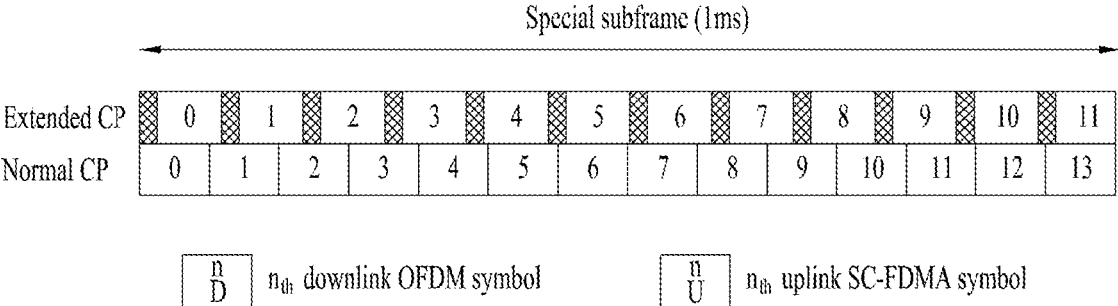 Special subframe (1ms)
Extended CP 0 1 2 3 4 5 6 7 8 9 10 11
Normal CP 0 1 2 3 4 5 6 7 8 9 10 11 12 13
n nth downlink OFDM symbol n nth uplink SC-FDMA symbol
D U